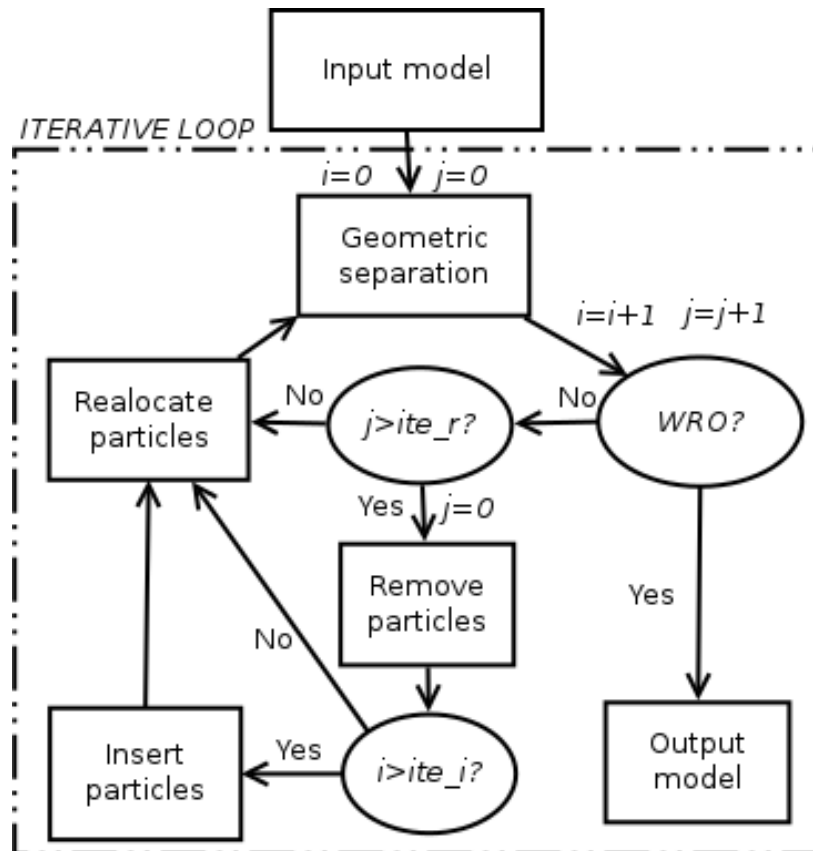 Input model
ITERATIVE LOOP
i=0 j=0
Geometric
separation
i=i+1 j=j+1
Realocate
particles
No
j>ite_r?
No
WRO?
Yes
j=0
Remove
particles
Yes
No
Insert
particles
Yes
i>ite_i?
Output
model